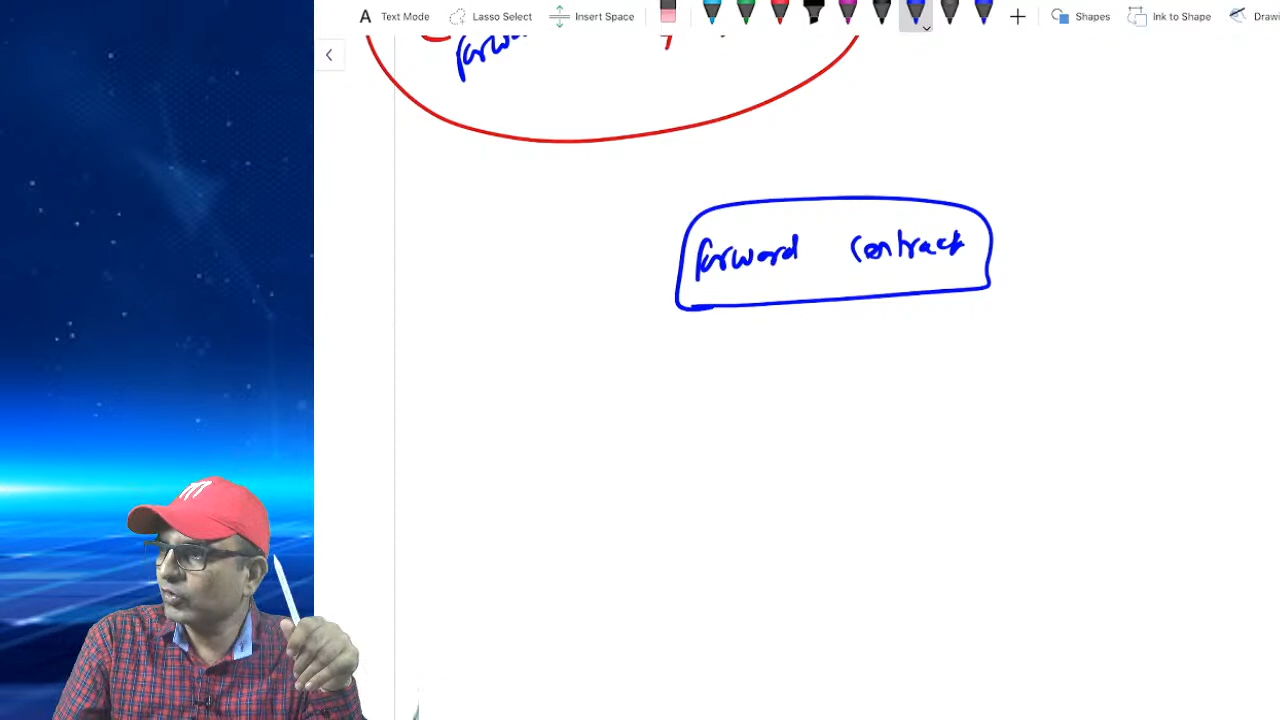 A Text Mode Lasso Select Insert Space Shapes Ink to Shape
forward contract